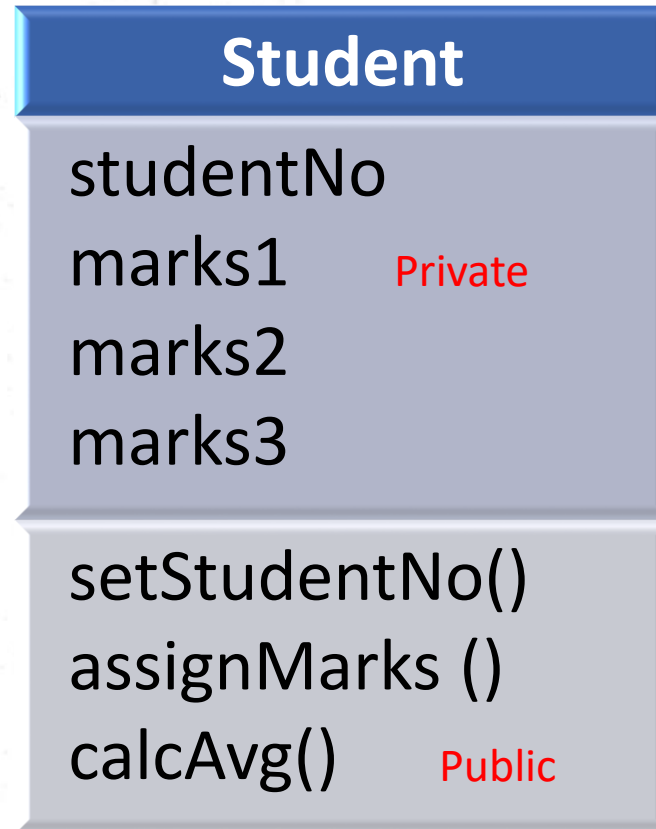 Student
studentNo
marks1 Private
marks2
marks3
setStudentNo()
assignMarks ()
calcAvg() Public